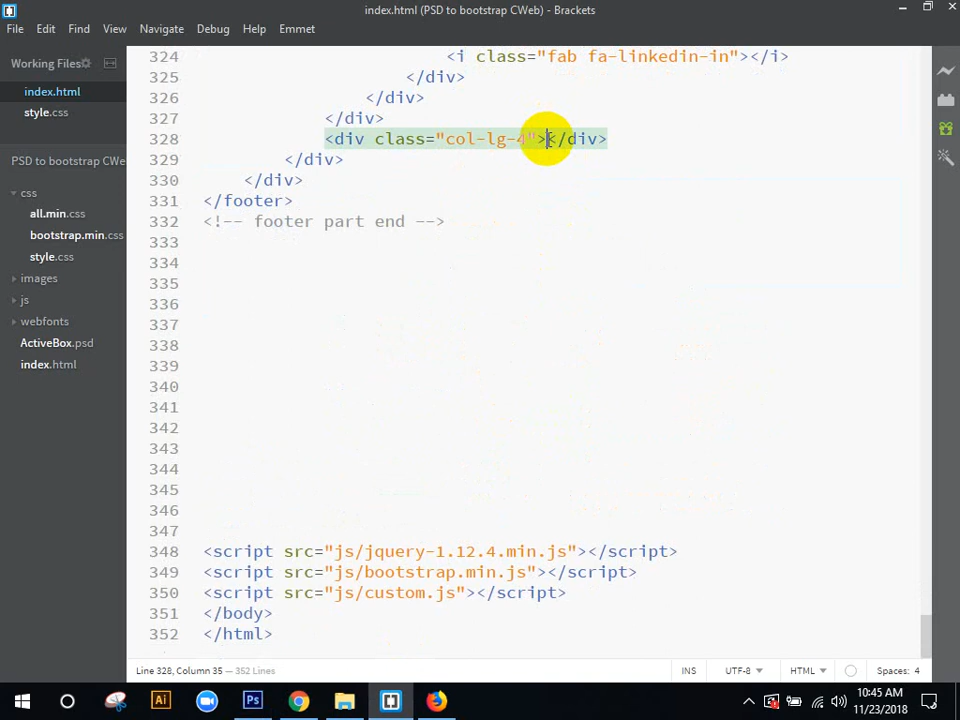 index.html (PSD to bootstrap CWeb) - Brackets
File Edit Find View Navigate Debug Help Emmet
Working Files
index.html
style.css
PSD to bootstrap CWeb
css
all.min.css
bootstrap.min.css
style.css
images
js
webfonts
ActiveBox.psd
index.html
324 <i class="fab fa-linkedin-in"></i>
325 </div>
326 </div>
327 </div>
328 <div class="col-lg-4"></div>
329 </div>
330 </div>
331 </footer>
332 <!-- footer part end -->
333
334
335
336
337
338
339
340
341
342
343
344
345
346
347
348 <script src="js/jquery-1.12.4.min.js"></script>
349 <script src="js/bootstrap.min.js"></script>
350 <script src="js/custom.js"></script>
351 </body>
352 </html>
Line 328, Column 35 — 352 Lines
INS UTF-8 HTML Spaces: 4
Ai Ps
10:45 AM
11/23/2018